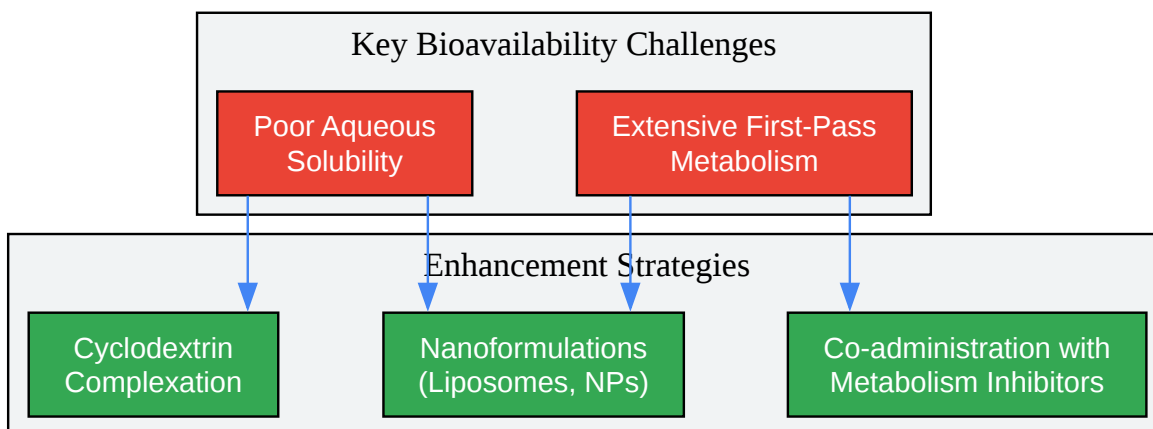 Key Bioavailability Challenges
Poor Aqueous
Solubility
Extensive First-Pass
Metabolism
Enhancement Strategies
Cyclodextrin
Complexation
Nanoformulations
(Liposomes, NPs)
Co-administration with
Metabolism Inhibitors